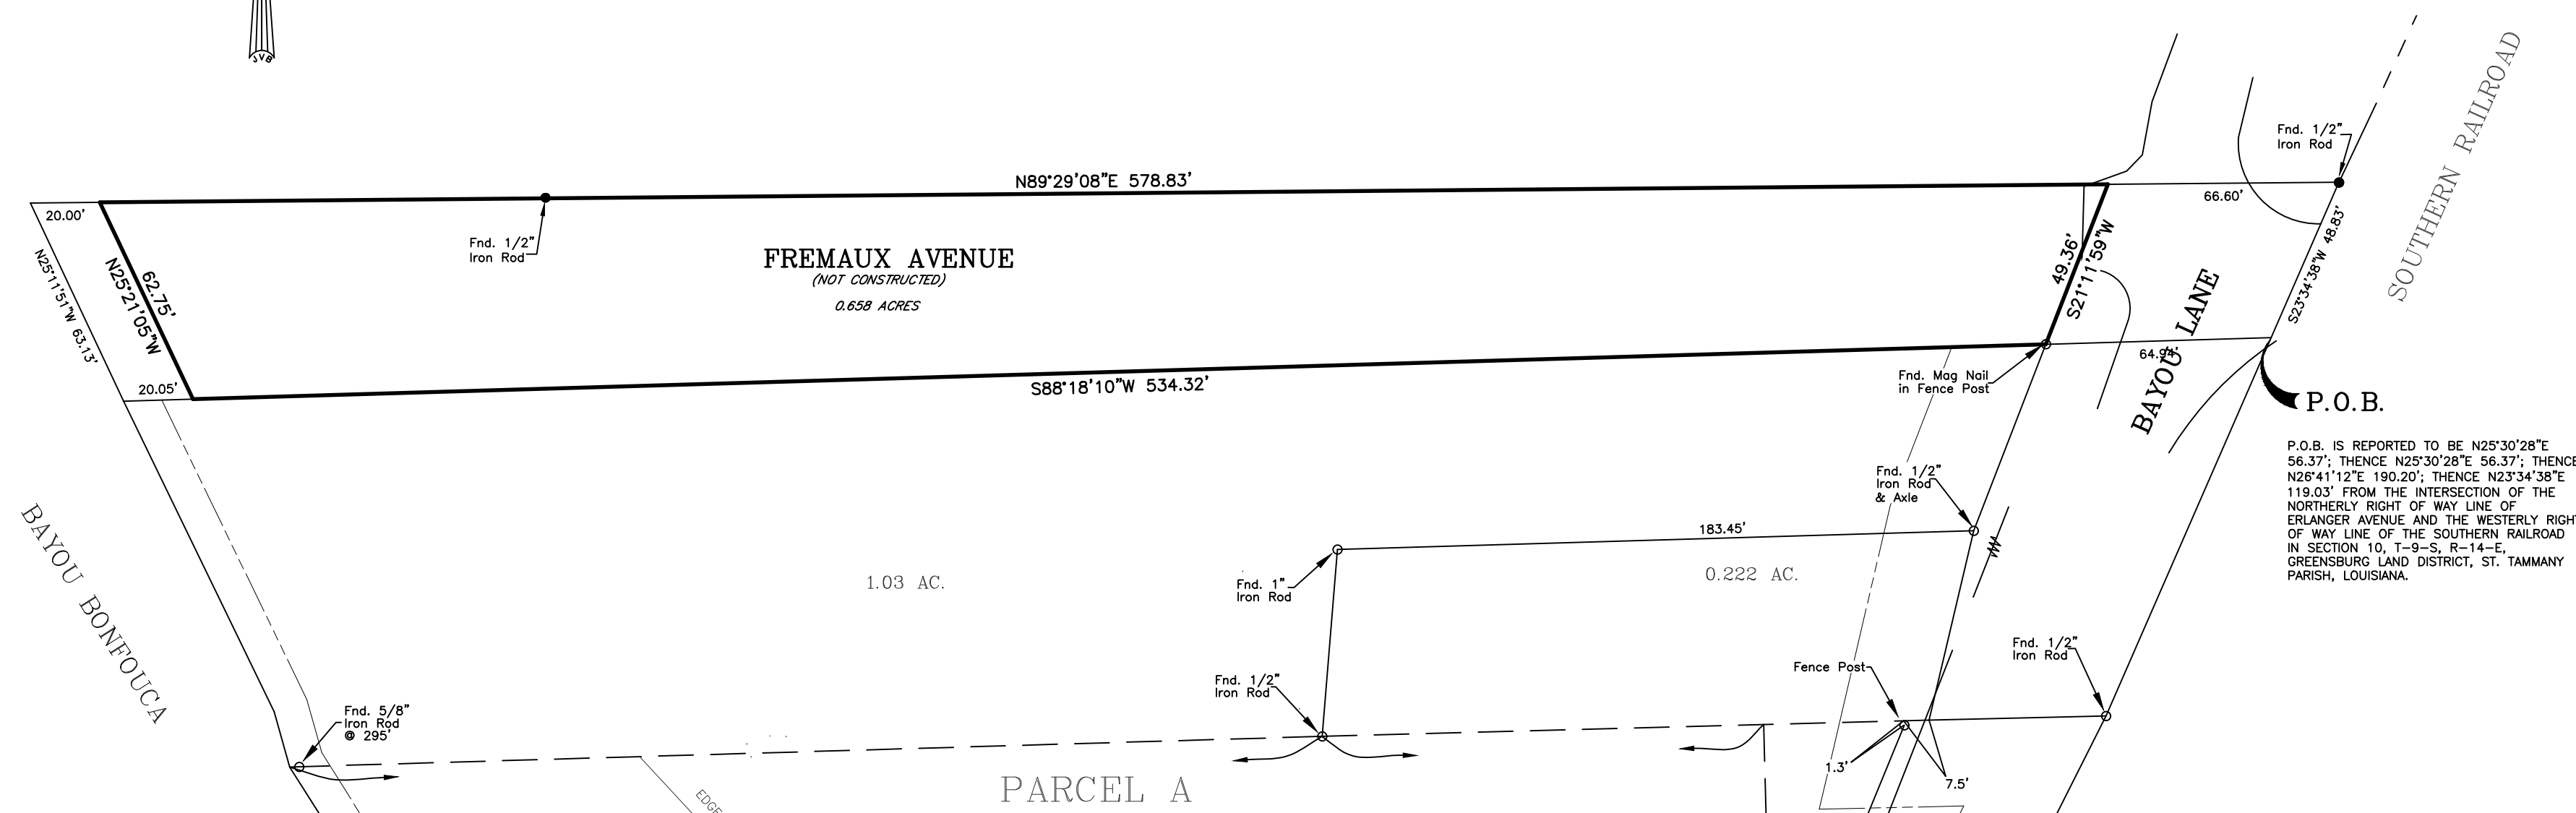 JVB
SOUTHERN RAILROAD
Fnd. 1/2"
Iron Rod
N89°29'08"E 578.83'
66.60'
20.00'
Fnd. 1/2"
Iron Rod
FREMAUX AVENUE
(NOT CONSTRUCTED)
0.658 ACRES
N25°11'51"W 63.13'
N25°21'05"W
62.75'
49.36'
S21°11'59"W
S23°34'38"W 48.83'
BAYOU LANE
64.94'
20.05'
S88°18'10"W 534.32'
Fnd. Mag Nail
in Fence Post
P.O.B.
P.O.B. IS REPORTED TO BE N25°30'28"E
56.37'; THENCE N25°30'28"E 56.37'; THENCE
N26°41'12"E 190.20'; THENCE N23°34'38"E
119.03' FROM THE INTERSECTION OF THE
NORTHERLY RIGHT OF WAY LINE OF
ERLANGER AVENUE AND THE WESTERLY RIGHT
OF WAY LINE OF THE SOUTHERN RAILROAD
IN SECTION 10, T-9-S, R-14-E,
GREENSBURG LAND DISTRICT, ST. TAMMANY
PARISH, LOUISIANA.
Fnd. 1/2"
Iron Rod
& Axle
183.45'
W
BAYOU BONFOUCA
1.03 AC.
Fnd. 1"
Iron Rod
0.222 AC.
Fnd. 1/2"
Iron Rod
Fence Post
Fnd. 1/2"
Iron Rod
Fnd. 5/8"
Iron Rod
@ 295'
1.3'
7.5'
PARCEL A
EDGE